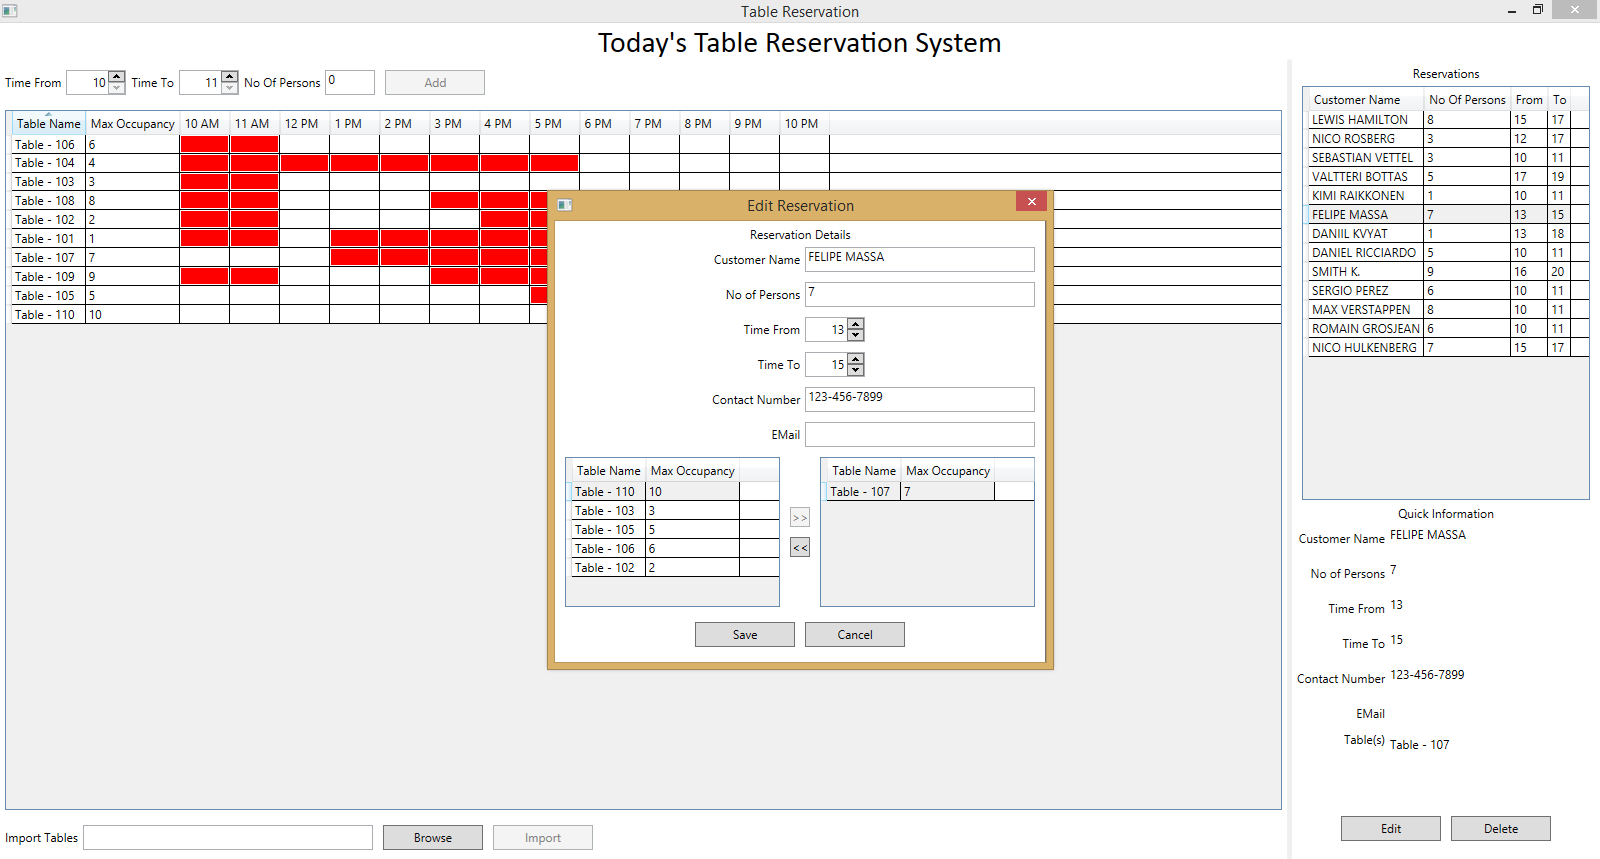 Table Reservation
Today's Table Reservation System
Time From 10 Time To 11 No Of Persons 0 Add
Table Name Max Occupancy 10 AM 11 AM 12 PM 1 PM 2 PM 3 PM 4 PM 5 PM 6 PM 7 PM 8 PM 9 PM 10 PM
Table - 106 6
Table - 104 4
Table - 103 3
Table - 108 8
Table - 102 2
Table - 101 1
Table - 107 7
Table - 109 9
Table - 105 5
Table - 110 10
Import Tables Browse Import
Edit Reservation
Reservation Details
Customer Name FELIPE MASSA
No of Persons 7
Time From 13
Time To 15
Contact Number 123-456-7899
EMail
Table Name Max Occupancy
Table - 110 10
Table - 103 3
Table - 105 5
Table - 106 6
Table - 102 2
>>
<<
Table Name Max Occupancy
Table - 107 7
Save Cancel
Reservations
Customer Name No Of Persons From To
LEWIS HAMILTON 8 15 17
NICO ROSBERG 3 12 17
SEBASTIAN VETTEL 3 10 11
VALTTERI BOTTAS 5 17 19
KIMI RAIKKONEN 1 10 11
FELIPE MASSA 7 13 15
DANIIL KVYAT 1 13 18
DANIEL RICCIARDO 5 10 11
SMITH K. 9 16 20
SERGIO PEREZ 6 10 11
MAX VERSTAPPEN 8 10 11
ROMAIN GROSJEAN 6 10 11
NICO HULKENBERG 7 15 17
Quick Information
Customer Name FELIPE MASSA
No of Persons 7
Time From 13
Time To 15
Contact Number 123-456-7899
EMail
Table(s) Table - 107
Edit Delete